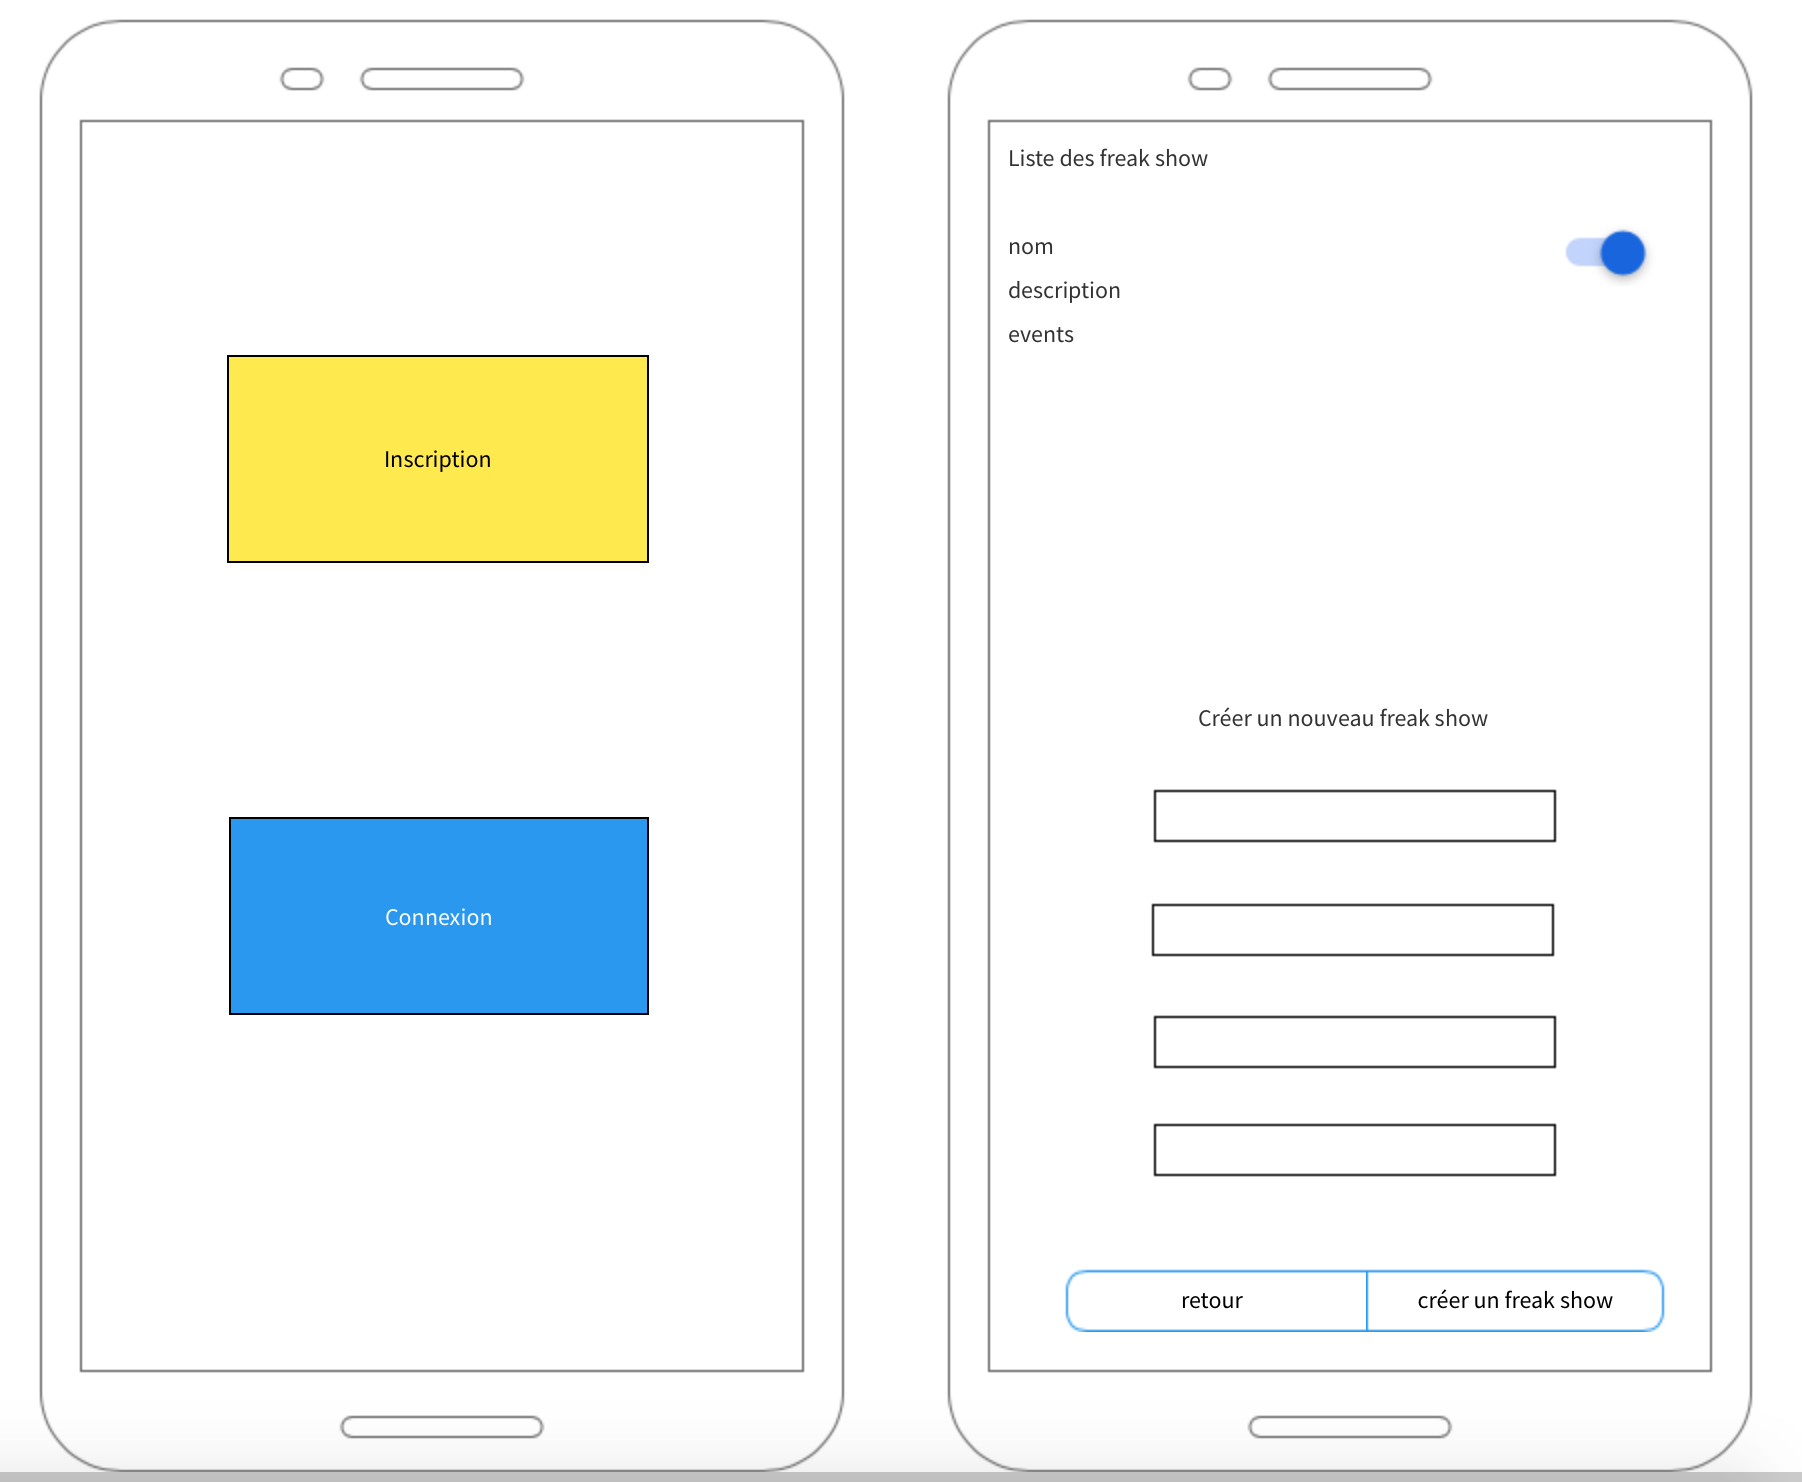 Inscription
Connexion
Liste des freak show
nom
description
events
Créer un nouveau freak show
retour
créer un freak show